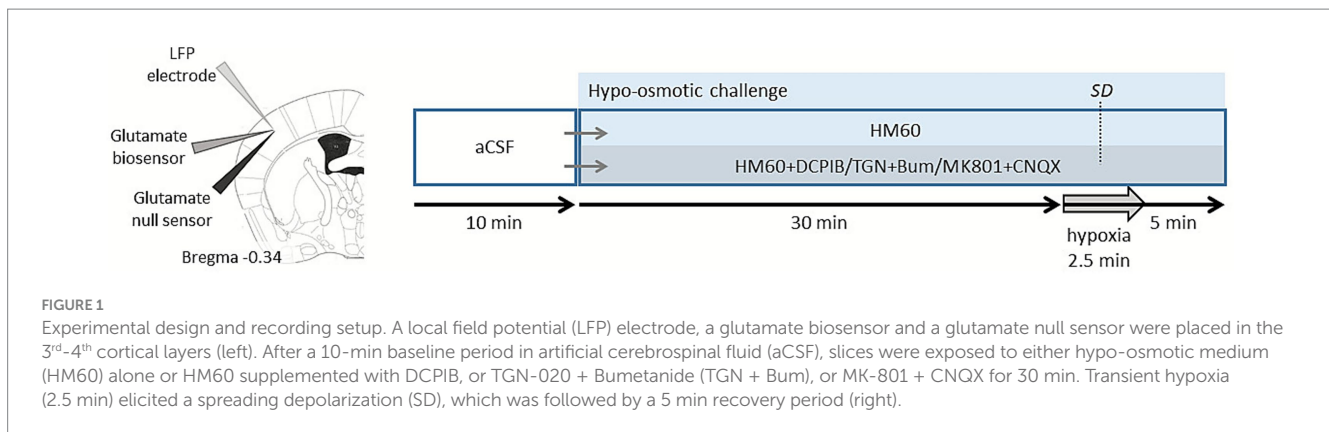 LFP
electrode
Glutamate
biosensor
Glutamate
null sensor
Bregma -0.34
Hypo-osmotic challenge
SD
aCSF
HM60
HM60+DCPIB/TGN+Bum/MK801+CNQX
10 min
30 min
5 min
hypoxia
2.5 min
FIGURE 1
Experimental design and recording setup. A local field potential (LFP) electrode, a glutamate biosensor and a glutamate null sensor were placed in the
3rd-4th cortical layers (left). After a 10-min baseline period in artificial cerebrospinal fluid (aCSF), slices were exposed to either hypo-osmotic medium
(HM60) alone or HM60 supplemented with DCPIB, or TGN-020 + Bumetanide (TGN + Bum), or MK-801 + CNQX for 30 min. Transient hypoxia
(2.5 min) elicited a spreading depolarization (SD), which was followed by a 5 min recovery period (right).